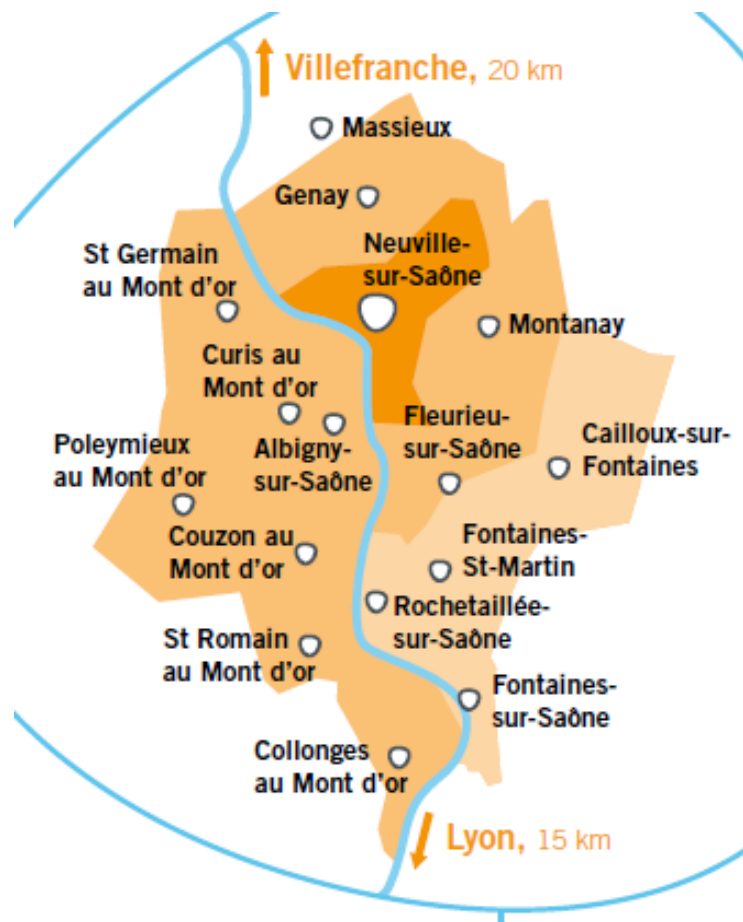 Villefranche, 20 km
Massieux
Genay
Neuville-
sur-Saône
St Germain
au Mont d'or
Montanay
Curis au
Mont d'or
Fleurieu-
sur-Saône
Albigny-
sur-Saône
Cailloux-sur-
Fontaines
Poleymieux
au Mont d'or
Couzon au
Mont d'or
Fontaines-
St-Martin
Rochetaillée-
sur-Saône
St Romain
au Mont d'or
Fontaines-
sur-Saône
Collonges
au Mont d'or
Lyon, 15 km